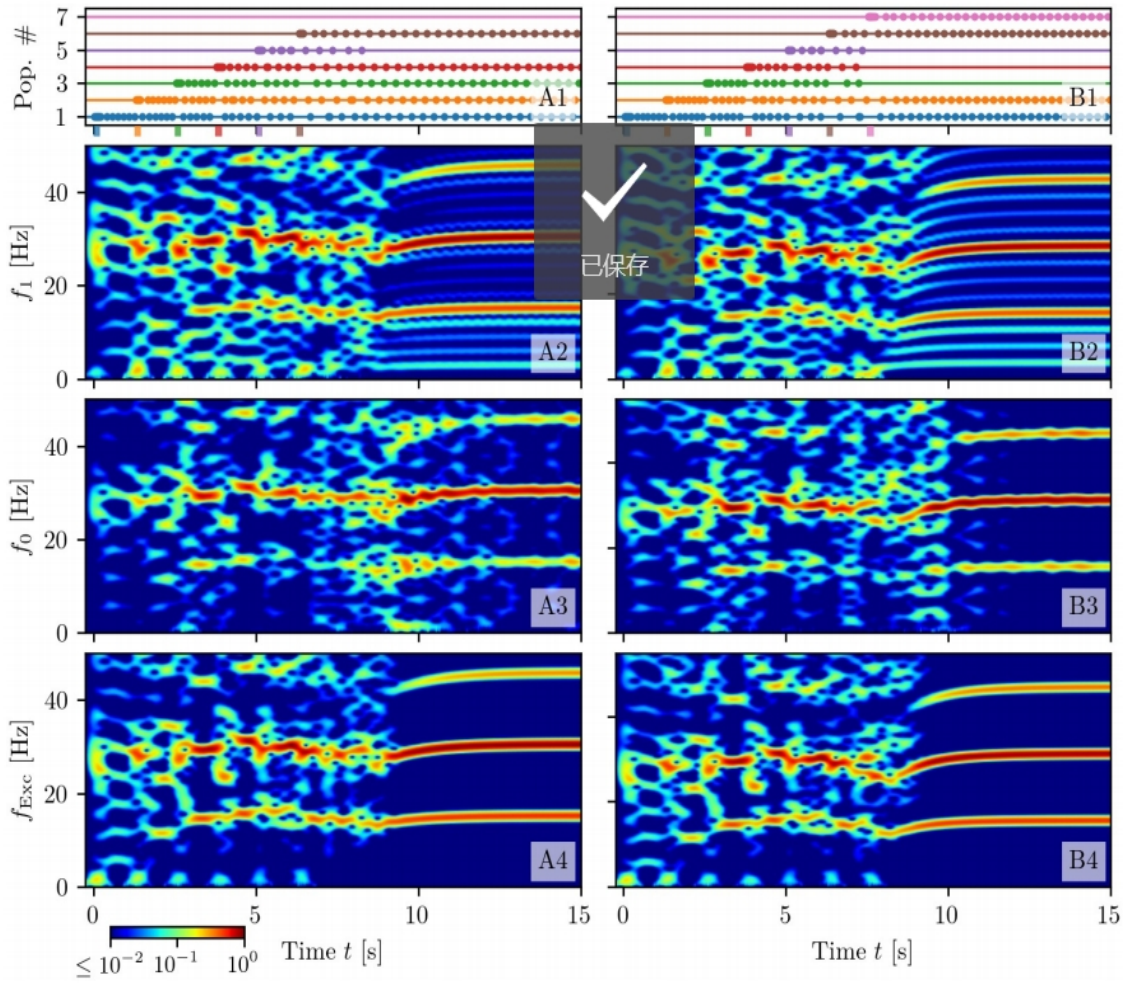 Pop. #
7
5
3
1
A1
B1
f₁ [Hz]
40
20
0
已保存
A2
B2
f₀ [Hz]
40
20
0
A3
B3
f_Exc [Hz]
40
20
0
A4
B4
0 5 10 15
0 5 10 15
≤ 10⁻² 10⁻¹ 10⁰
Time t [s]
Time t [s]